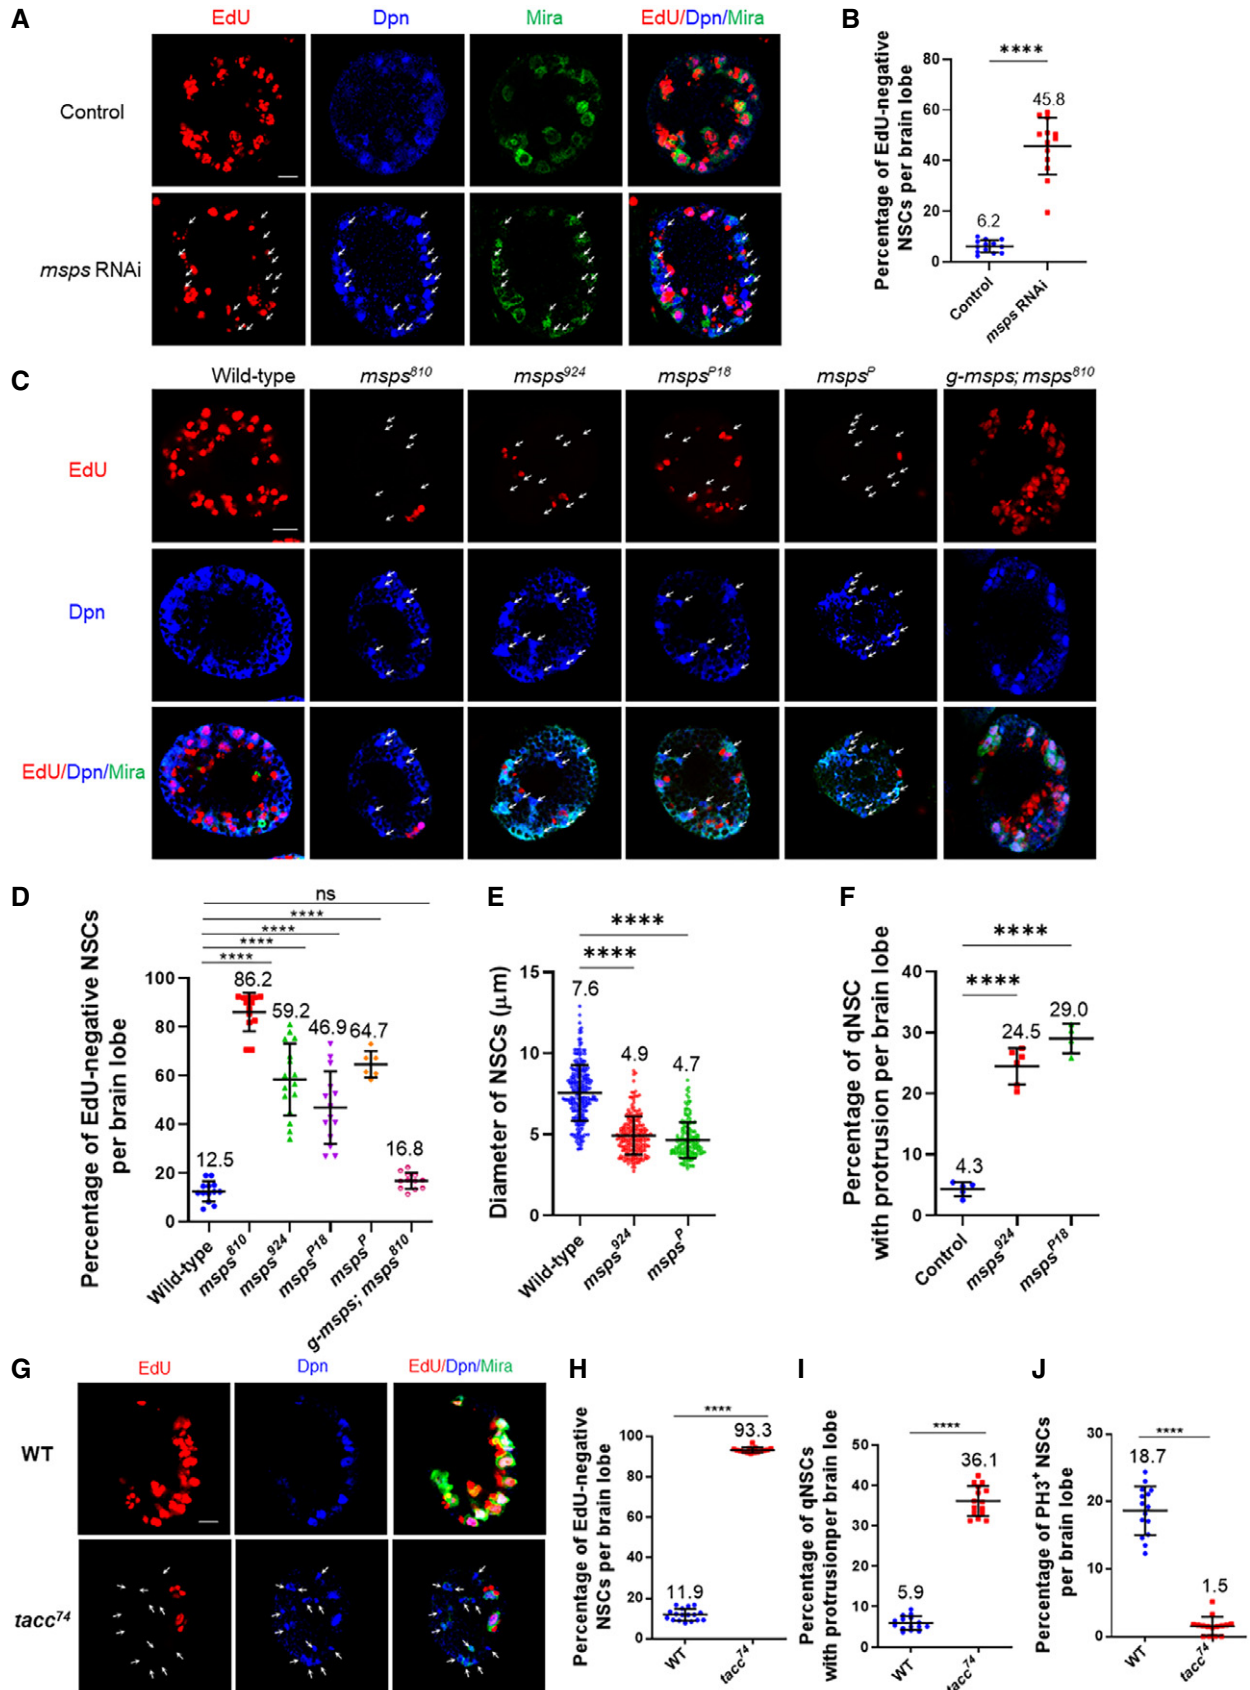 A
EdU Dpn Mira EdU/Dpn/Mira
Control
msps RNAi
B
Percentage of EdU-negative
NSCs per brain lobe
80
60
40
20
0
****
6.2
45.8
Control
msps RNAi
C
Wild-type msps810 msps924 mspsP18 mspsP g-msps; msps810
EdU
Dpn
EdU/Dpn/Mira
D
Percentage of EdU-negative NSCs
per brain lobe
100
80
60
40
20
0
ns
****
****
****
****
12.5
86.2
59.2
46.9
64.7
16.8
Wild-type
msps810
msps924
mspsP18
mspsP
g-msps; msps810
E
Diameter of NSCs (μm)
15
10
5
0
****
****
7.6
4.9
4.7
Wild-type
msps924
mspsP
F
Percentage of qNSC
with protrusion per brain lobe
40
30
20
10
0
****
****
4.3
24.5
29.0
Control
msps924
mspsP18
G
EdU Dpn EdU/Dpn/Mira
WT
tacc74
H
Percentage of EdU-negative
NSCs per brain lobe
100
80
60
40
20
0
****
11.9
93.3
WT
tacc74
I
Percentage of qNSCs
with protrusionper brain lobe
50
40
30
20
10
0
****
5.9
36.1
WT
tacc74
J
Percentage of PH3+ NSCs
per brain lobe
30
20
10
0
****
18.7
1.5
WT
tacc74